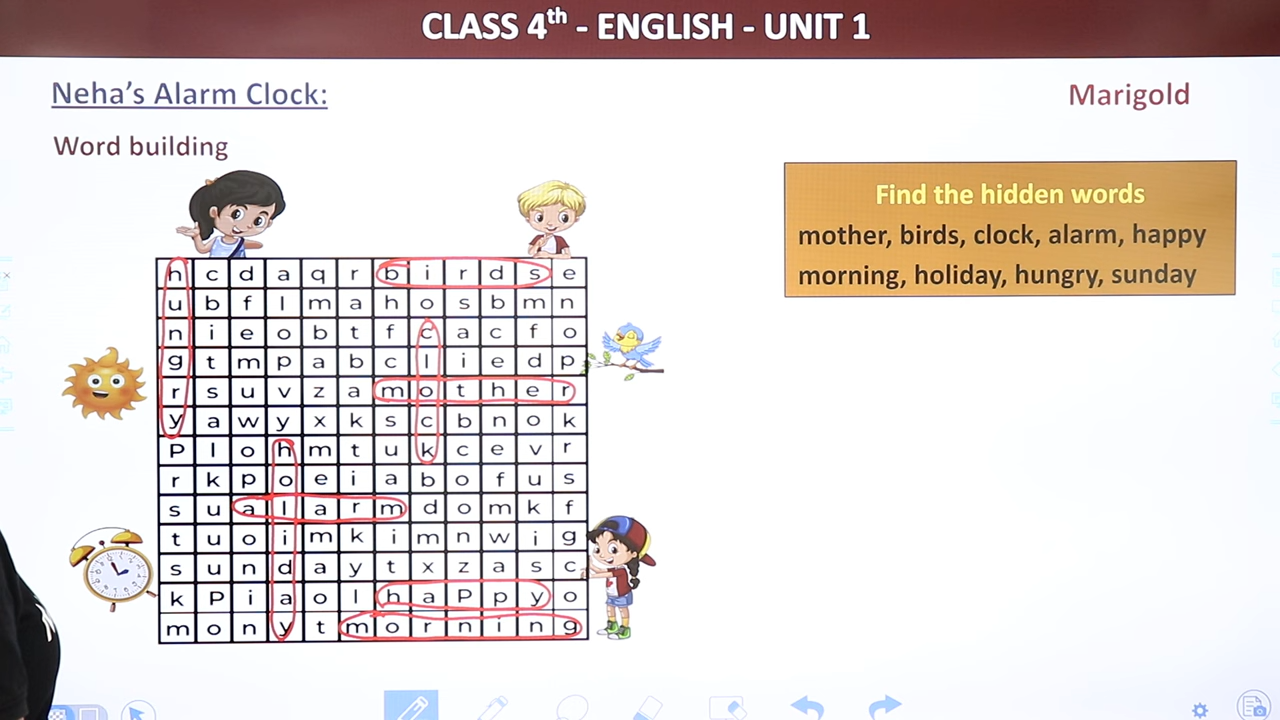 CLASS 4th - ENGLISH - UNIT 1
Neha's Alarm Clock:
Marigold
Word building
Find the hidden words
mother, birds, clock, alarm, happy
morning, holiday, hungry, sunday
h c d a q r b i r d s e
u b f l m a h o s b m n
n i e o b t f c a c f o
g t m p a b c l i e d p
r s u v z a m o t h e r
y a w y x k s c b n o k
P l o h m t u k c e v r
r k p o e i a b o f u s
s u a l a r m d o m k f
t u o i m k i m n w i g
s u n d a y t x z a s c
k P i a o l h a P p y o
m o n y t m o r n i n g